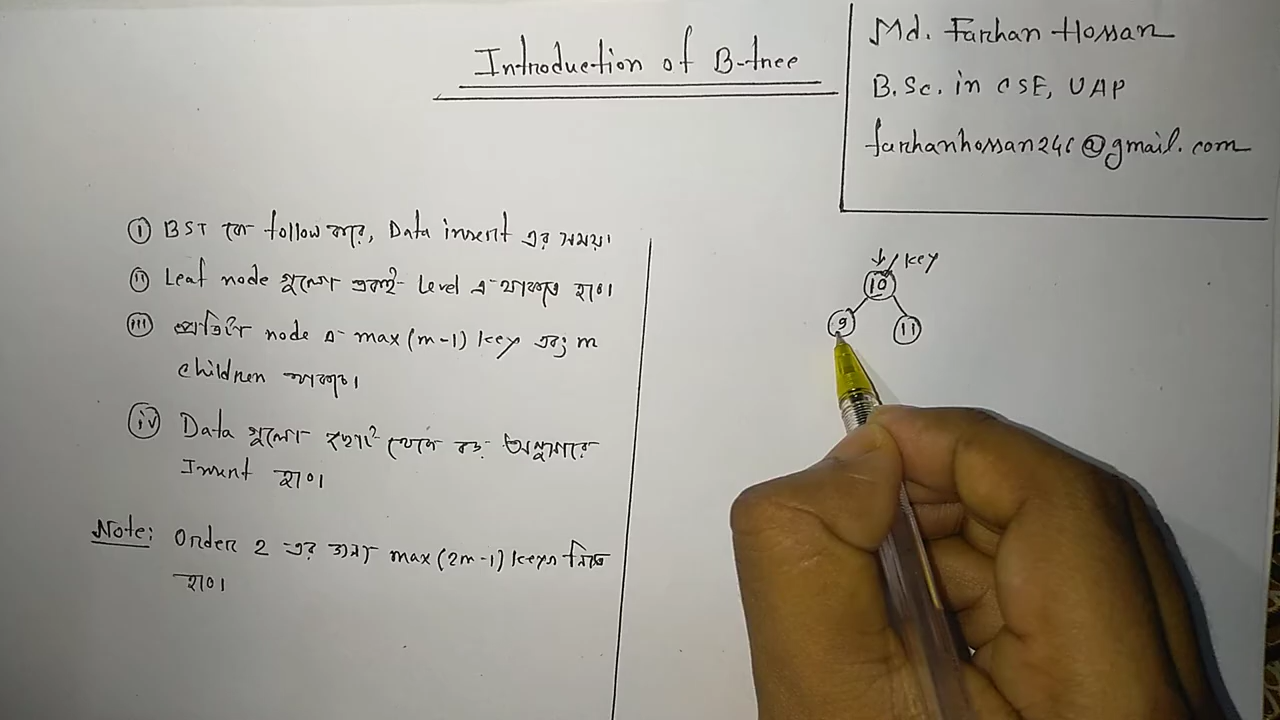 Introduction of B-tree
Md. Farhan Hossan
B.Sc. in CSE, UAP
farhanhossan246@gmail.com
i BST কে follow করে, Data insert এর সময়।
ii Leaf node গুলো একই Level এ থাকতে হবে।
iii প্রতিটি node এ max (m-1) key এবং m
children থাকবে।
iv Data গুলো ছোট থেকে বড় অনুসারে
Insert হবে।
Note: Order 2 এর জন্য max (2m-1) keys নিতে
হবে।
key
10
9 11